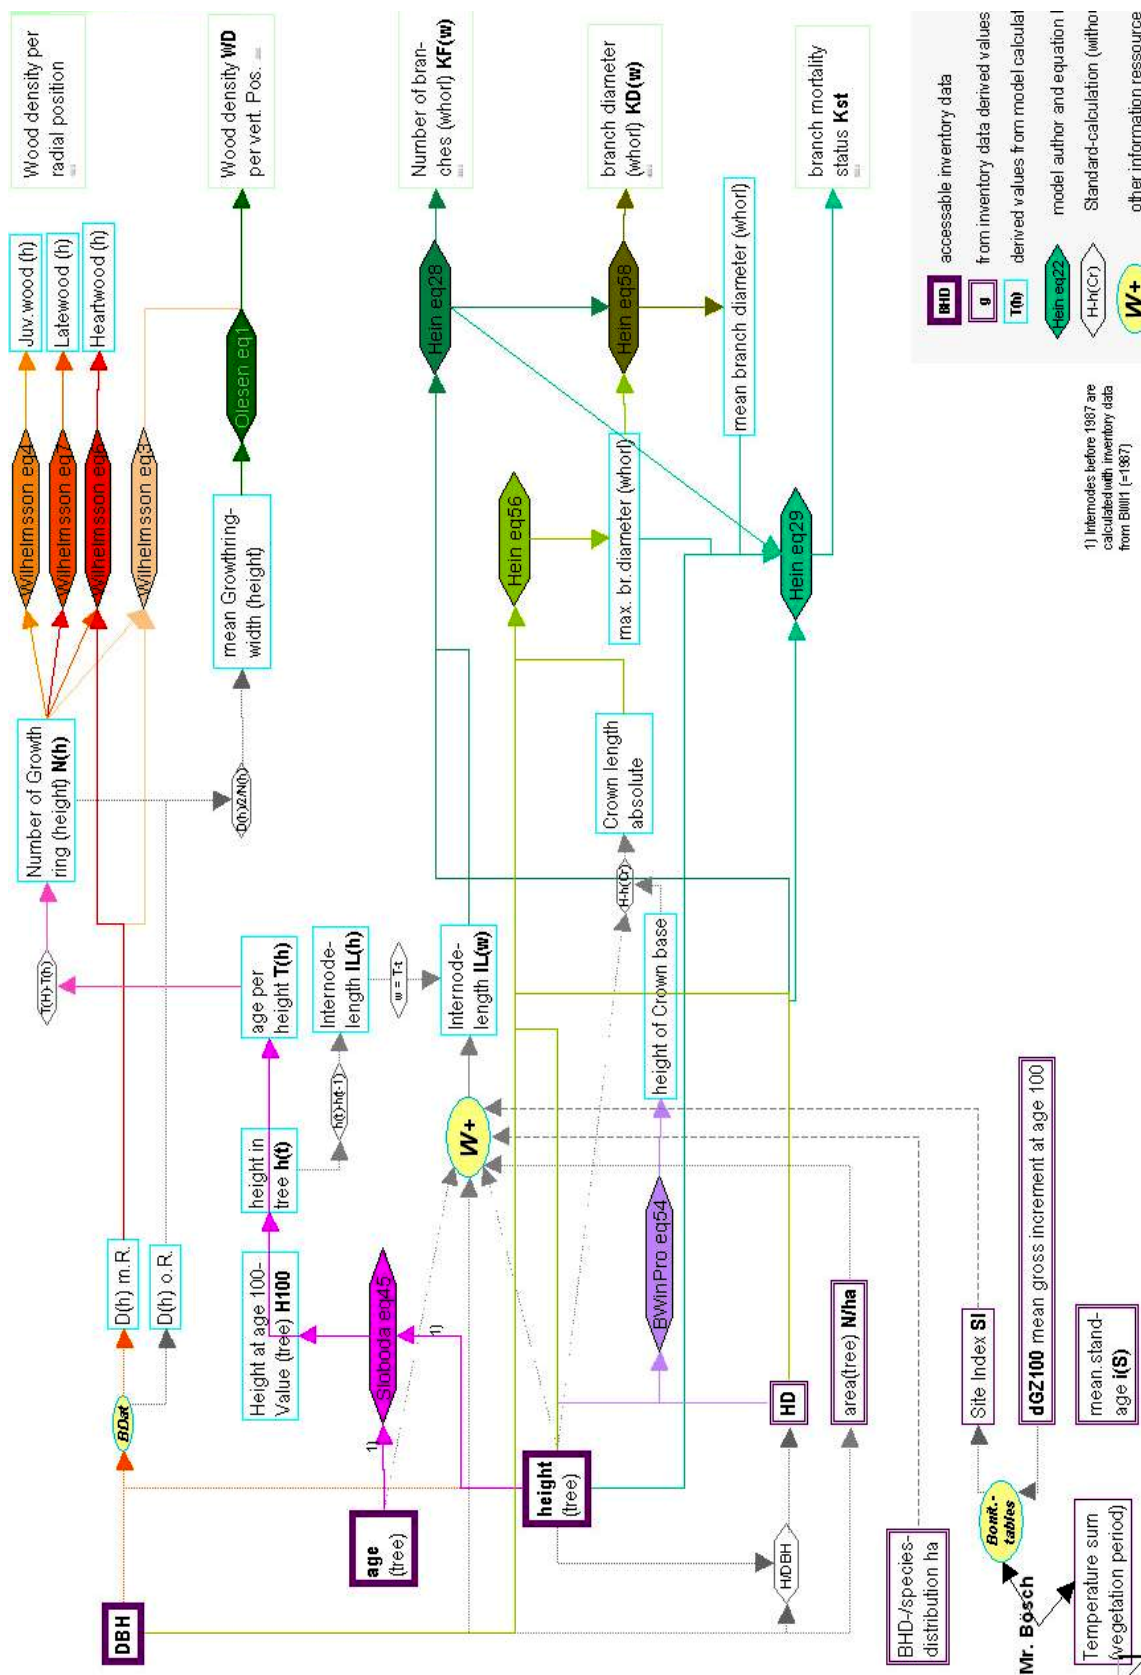 Wood density per
radial position
Wood density WD
per vert. Pos.
Number of bran-
ches (whorl) KF(w)
branch diameter
(whorl) KD(w)
branch mortality
status Kst
Juv.wood (h)
Latewood (h)
Heartwood (h)
Wilhelmsson eq4
Wilhelmsson eq7
Wilhelmsson eq6
Wilhelmsson eq3
Olesen eq1
Hein eq28
Hein eq58
mean branch diameter (whorl)
Hein eq56
max. br.diameter (whorl)
Hein eq29
mean Growthring-
width (height)
Number of Growth
ring (height) N(h)
D(h)/2/N(h)
Crown length
absolute
H-h(Cr)
T(H)-T(h)
age per
height T(h)
Internode-
length IL(h)
w = T-t
Internode-
length IL(w)
height of Crown base
height in
tree h(t)
h(t)-h(t-1)
W+
BWinPro eq54
D(h) m.R.
D(h) o.R.
Height at age 100-
Value (tree) H100
Sloboda eq45
1)
1)
BDat
HD
area(tree) N/ha
Site Index SI
dGZ100 mean gross increment at age 100
mean.stand-
age i(S)
DBH
age
(tree)
height
(tree)
H/DBH
BHD-/species-
distribution ha
Bonit.-
tables
Mr. Bösch
Temperature sum
(vegetation period)
BHD
accessible inventory data
g
from inventory data derived values
T(h)
derived values from model calculat
Hein eq22
model author and equation
H-h(Cr)
Standard-calculation (withou
W+
other information ressource
1) Internodes before 1987 are
calculated with inventory data
from BWI1 (=1987)